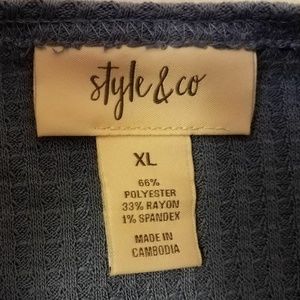 style & co
XL
66%
POLYESTER
33% RAYON
1% SPANDEX
MADE IN
CAMBODIA